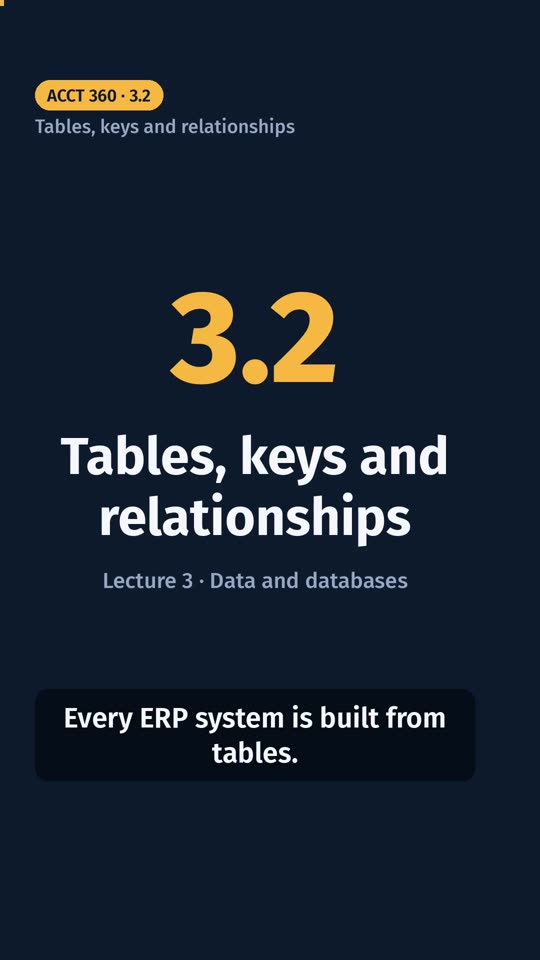 ACCT 360 · 3.2
Tables, keys and relationships
3.2
Tables, keys and
relationships
Lecture 3 · Data and databases
Every ERP system is built from
tables.